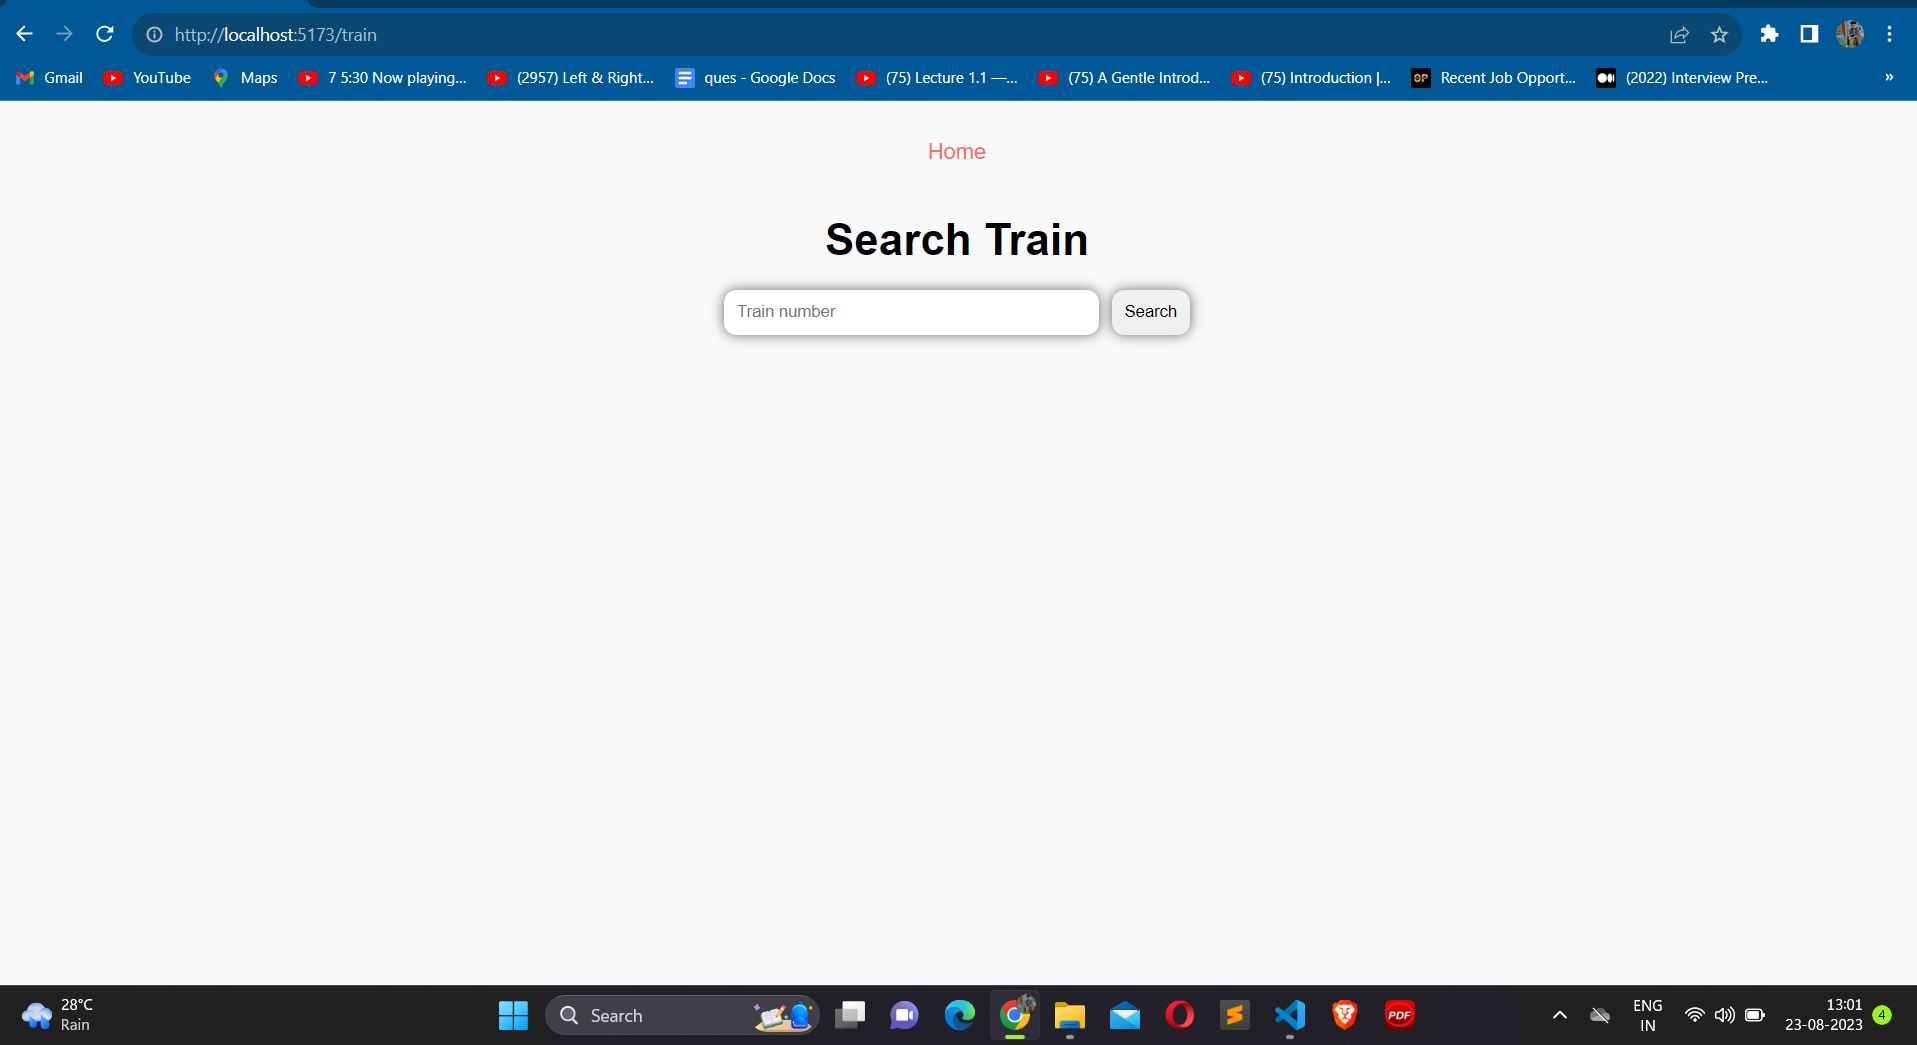 http://localhost:5173/train
Gmail YouTube Maps 7 5:30 Now playing... (2957) Left & Right... ques - Google Docs (75) Lecture 1.1 —... (75) A Gentle Introd... (75) Introduction |... Recent Job Opport... (2022) Interview Pre... »
Home
Search Train
Train number Search
28°C
Rain
Search
PDF
ENG
IN
13:01
23-08-2023
4